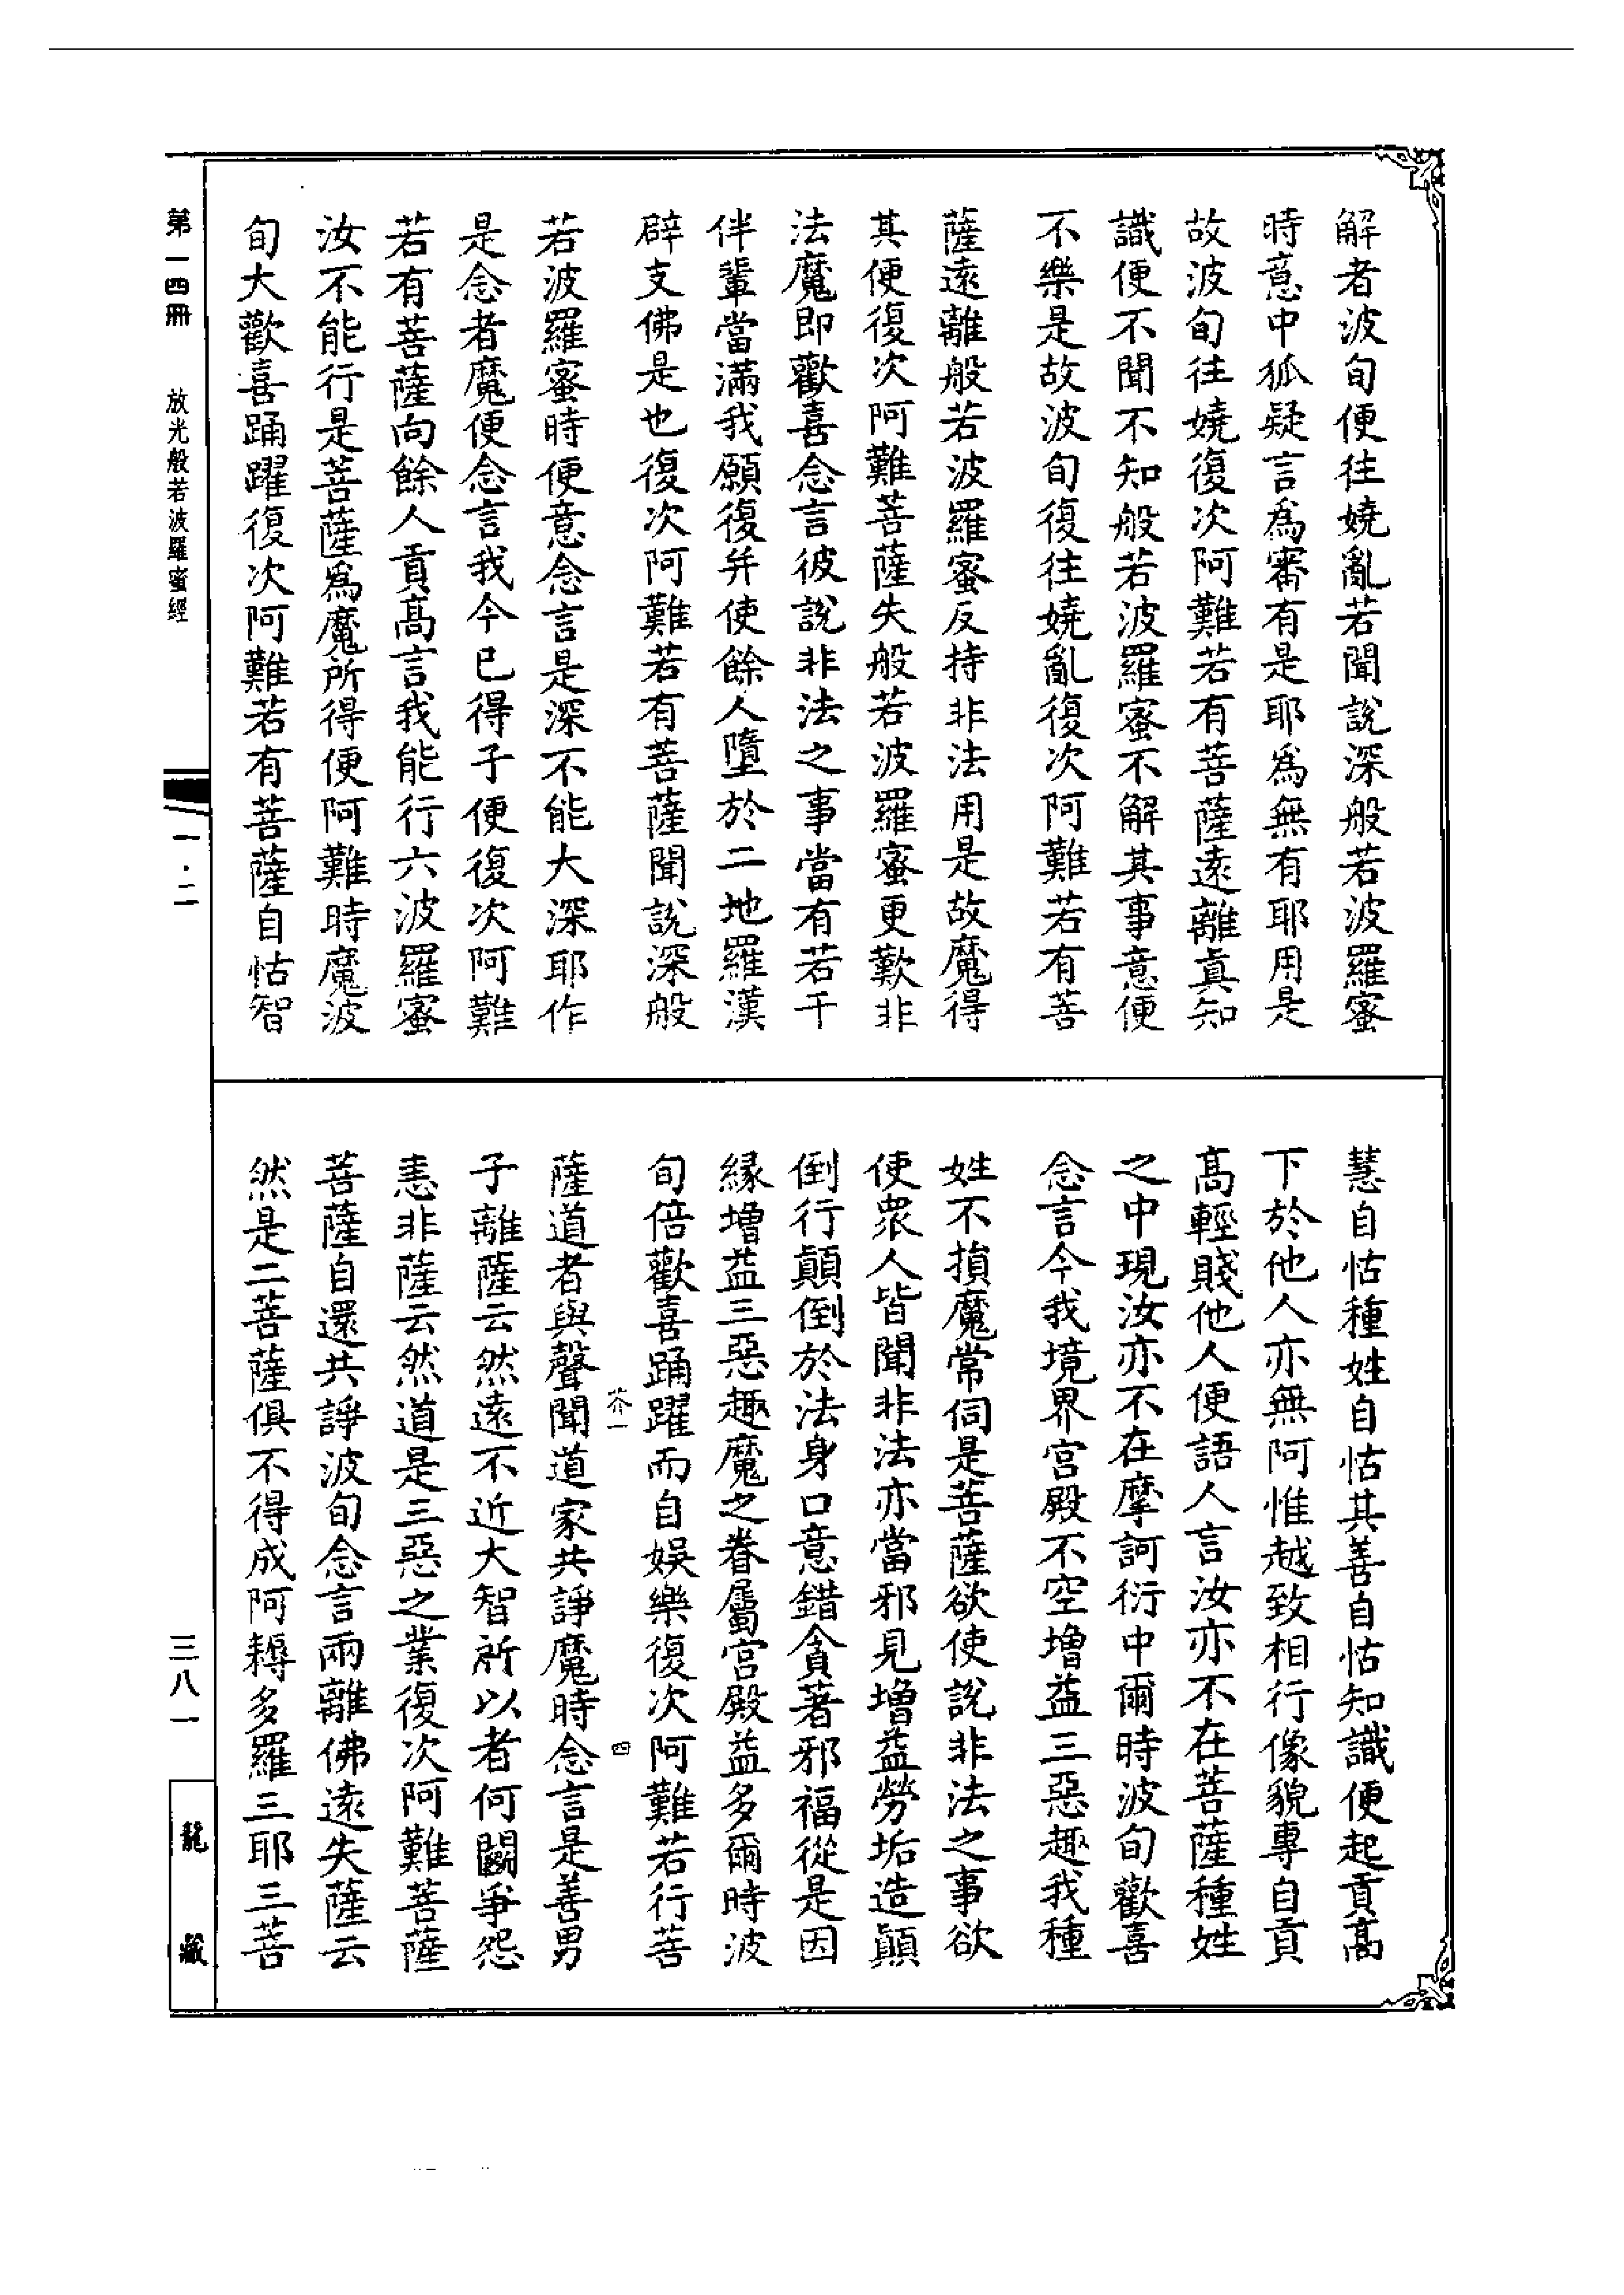 解者波旬便往嬈亂若聞說深般若波羅蜜
時意中狐疑言爲審有是耶爲無有耶用是
故波旬往嬈復次阿難若有菩薩遠離真知
識便不聞不知般若波羅蜜不解其事意便
不樂是故波旬復往嬈亂復次阿難若有菩
薩遠離般若波羅蜜反持非法用是故魔得
其便復次阿難菩薩失般若波羅蜜更歎非
法魔即歡喜念言彼說非法之事當有若干
伴輩當滿我願復并使餘人墮於二地羅漢
辟支佛是也復次阿難若有菩薩聞說深般
若波羅蜜時便意念言是深不能大深耶作
是念者魔便念言我今已得子便復次阿難
若有菩薩向餘人貢高言我能行六波羅蜜
汝不能行是菩薩爲魔所得便阿難時魔波
旬大歡喜踊躍復次阿難若有菩薩自怙智
慧自怙種姓自怙其善自怙知識便起貢高
下於他人亦無阿惟越致相行像貌專自貢
高輕賤他人便語人言汝亦不在菩薩種姓
之中現汝亦不在摩訶衍中爾時波旬歡喜
念言今我境界宮殿不空增益三惡趣我種
姓不損魔常伺是菩薩欲使說非法之事欲
使衆人皆聞非法亦當邪見增益勞垢造顛
倒行顛倒於法身口意錯貪著邪福從是因
緣增益三惡趣魔之眷屬宮殿益多爾時波
旬倍歡喜踊躍而自娛樂復次阿難若行菩
薩道者與聲聞道家共諍魔時念言是善男
子離薩云然遠不近大智所以者何鬭爭怨
恚非薩云然道是三惡之業復次阿難菩薩
菩薩自還共諍波旬念言兩離佛遠失薩云
然是二菩薩俱不得成阿耨多羅三耶三菩
芥一
四
第一四冊 放光般若波羅蜜經
一·二
三八一
龍藏